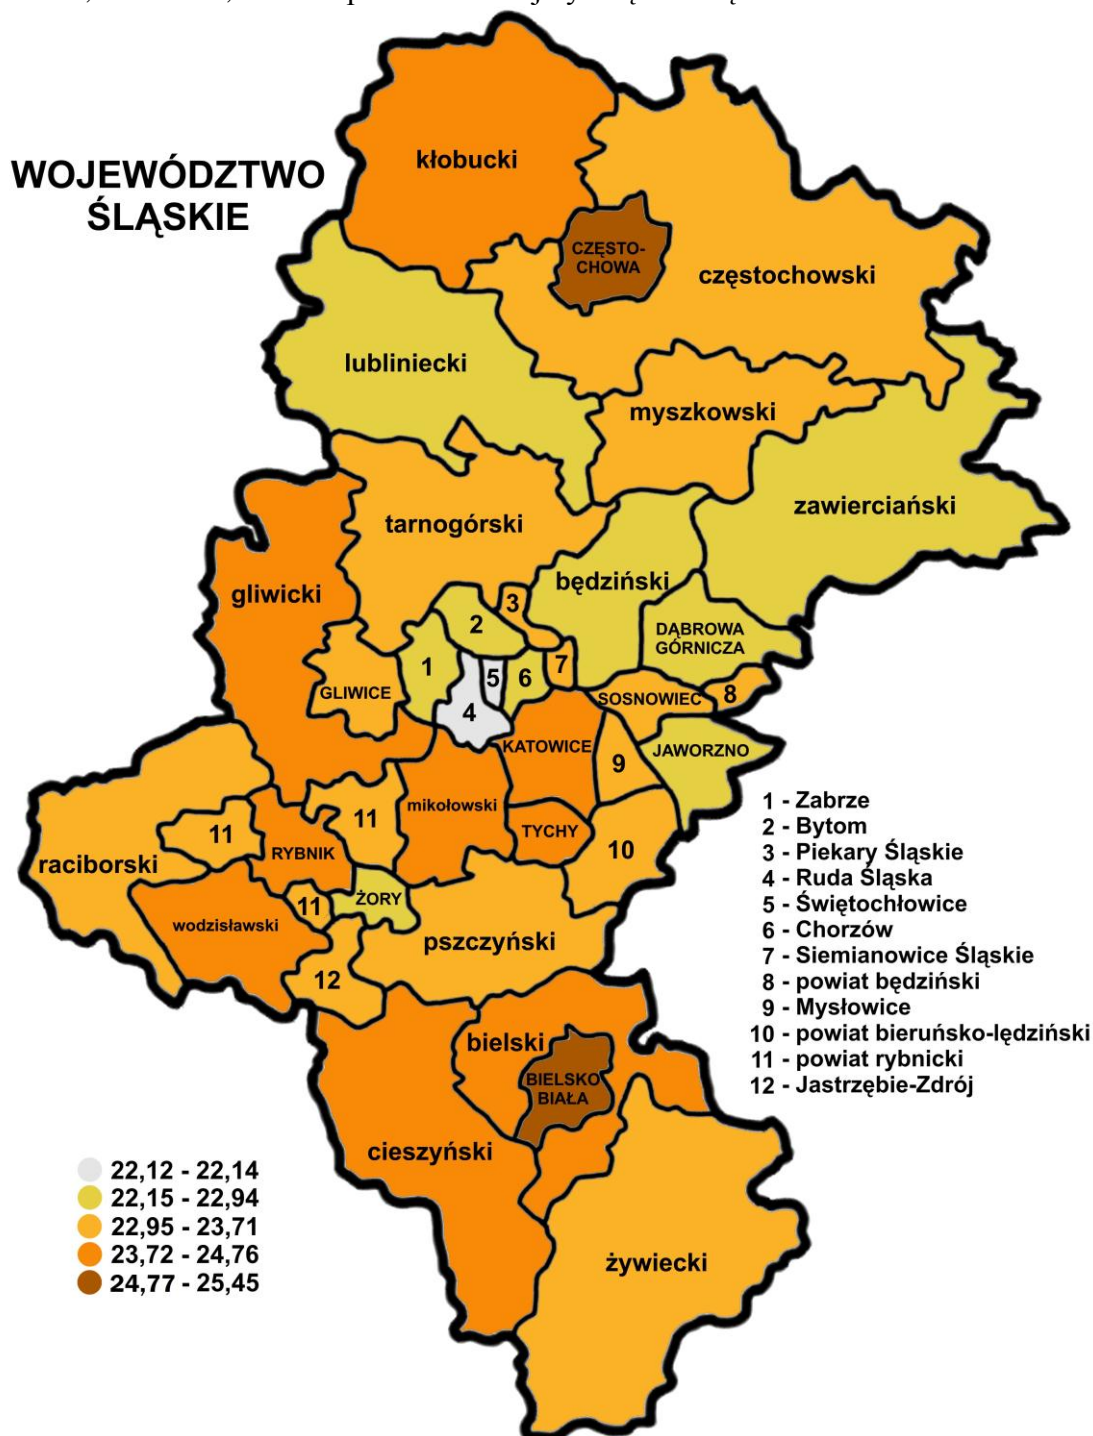 WOJEWÓDZTWO
ŚLĄSKIE
kłobucki
CZĘSTO-
CHOWA
częstochowski
lubliniecki
myszkowski
zawierciański
tarnogórski
będziński
gliwicki
3
2
DĄBROWA
GÓRNICZA
1
5
6
7
GLIWICE
4
SOSNOWIEC
8
KATOWICE
9
JAWORZNO
mikołowski
11
11
TYCHY
10
raciborski
RYBNIK
wodzisławski
11
ŻORY
pszczyński
12
1 - Zabrze
2 - Bytom
3 - Piekary Śląskie
4 - Ruda Śląska
5 - Świętochłowice
6 - Chorzów
7 - Siemianowice Śląskie
8 - powiat będziński
9 - Mysłowice
10 - powiat bieruńsko-lędziński
11 - powiat rybnicki
12 - Jastrzębie-Zdrój
bielski
BIELSKO
BIAŁA
cieszyński
żywiecki
22,12 - 22,14
22,15 - 22,94
22,95 - 23,71
23,72 - 24,76
24,77 - 25,45